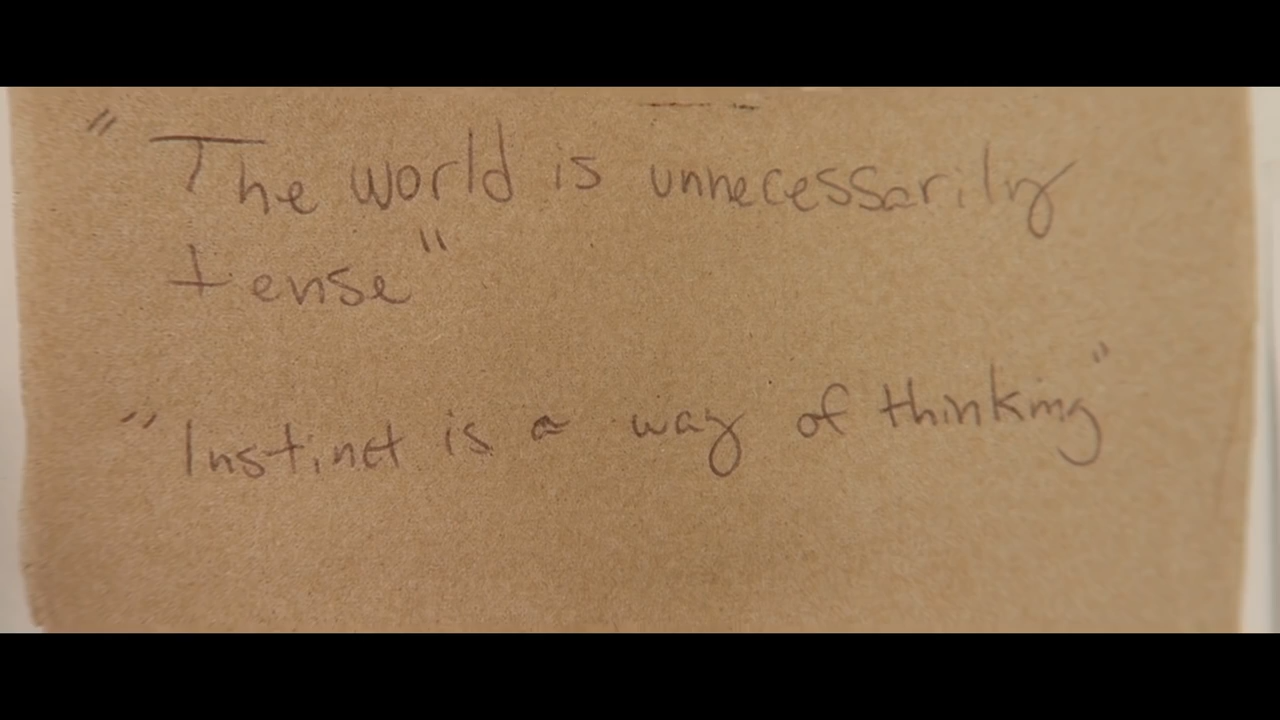 "The world is unnecessarily
tense"
"Instinct is a way of thinking"